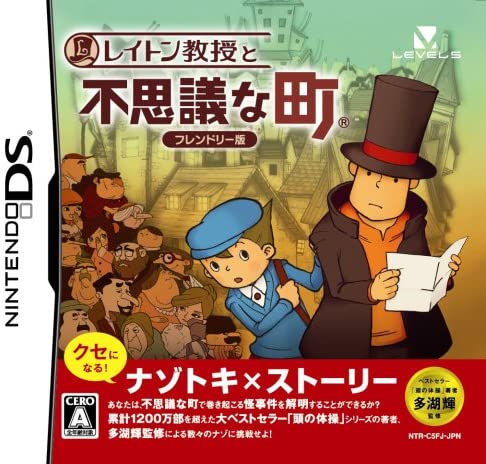 NINTENDO DS®
レイトン教授と
不思議な町®
フレンドリー版
LEVEL5
クセに
なる!
ナゾトキ×ストーリー
あなたは、不思議な町で巻き起こる怪事件を解明することができるか?
累計1200万部を超えた大ベストセラー「頭の体操」シリーズの著者、
多湖輝監修による数々のナゾに挑戦せよ!
ベストセラー
「頭の体操」著者
多湖輝
監修
CERO
A
全年齢対象
NTR-C5FJ-JPN